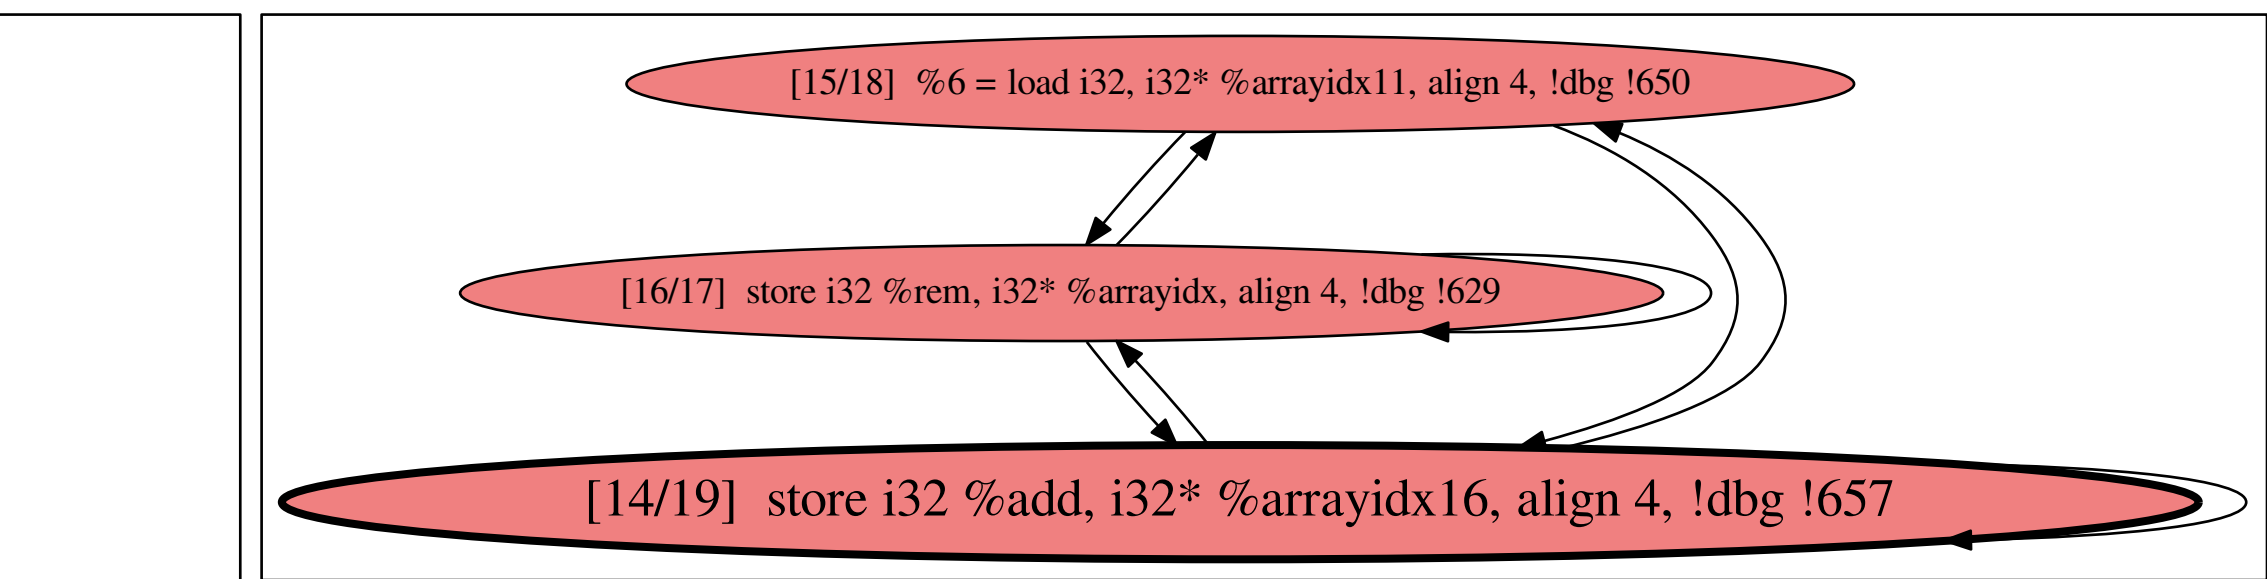 [15/18]  %6 = load i32, i32* %arrayidx11, align 4, !dbg !650
[16/17]  store i32 %rem, i32* %arrayidx, align 4, !dbg !629
[14/19]  store i32 %add, i32* %arrayidx16, align 4, !dbg !657